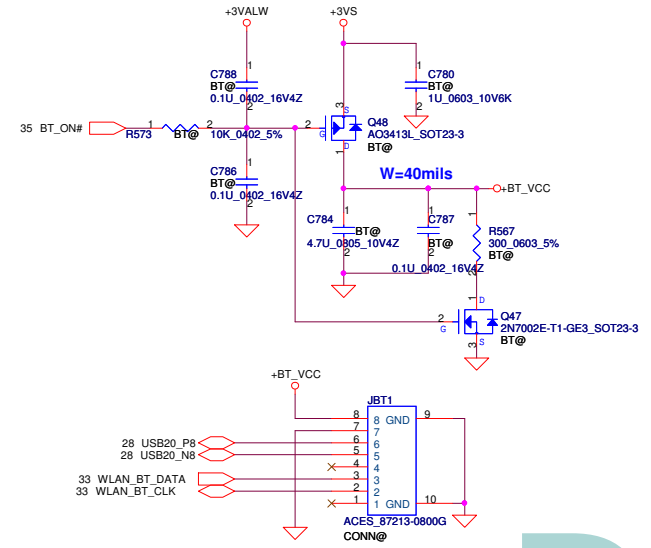 +3VALW
+3VS
1
C788
BT@
0.1U_0402_16V4Z
2
1
C780
BT@
1U_0603_10V6K
2
3
S
35 BT_ON#
1
R573
BT@
2
10K_0402_5%
2
G
Q48
AO3413L_SOT23-3
BT@
D
1
1
C786
BT@
0.1U_0402_16V4Z
2
W=40mils
+BT_VCC
C784
1
BT@
4.7U_0805_10V4Z
2
1
C787
BT@
2
0.1U_0402_16V4Z
1
R567
300_0603_5%
BT@
2
1
D
2
G
Q47
2N7002E-T1-GE3_SOT23-3
BT@
3
S
+BT_VCC
JBT1
8 8 GND 9
7 7
28 USB20_P8 6 6
28 USB20_N8 5 5
4 4
33 WLAN_BT_DATA 3 3
33 WLAN_BT_CLK 2 2
1 1 GND 10
ACES_87213-0800G
CONN@